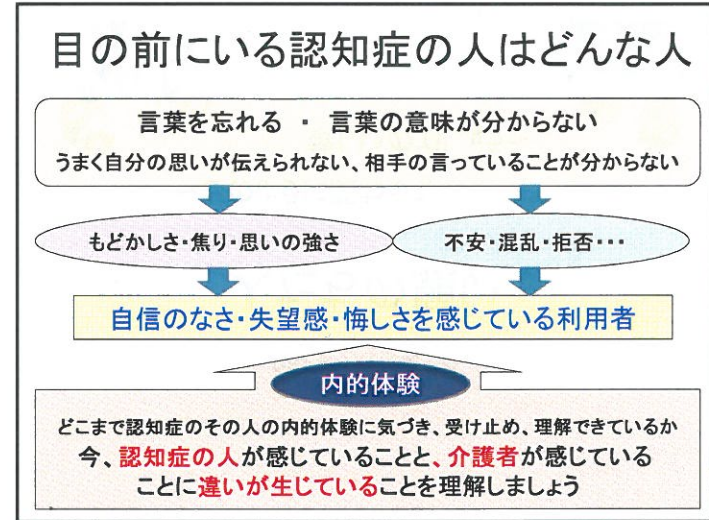 目の前にいる認知症の人はどんな人
言葉を忘れる ・ 言葉の意味が分からない
うまく自分の思いが伝えられない、相手の言っていることが分からない
もどかしさ・焦り・思いの強さ
不安・混乱・拒否・・・
自信のなさ・失望感・悔しさを感じている利用者
内的体験
どこまで認知症のその人の内的体験に気づき、受け止め、理解できているか
今、認知症の人が感じていることと、介護者が感じている
ことに違いが生じていることを理解しましょう